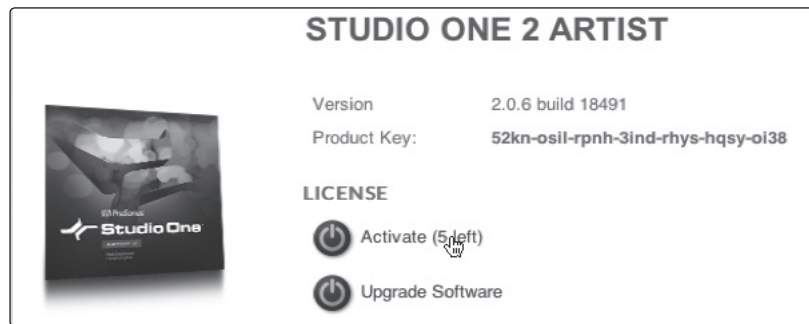 STUDIO ONE 2 ARTIST
Version 2.0.6 build 18491
Product Key: 52kn-osil-rpnh-3ind-rhys-hqsy-oi38
PreSonus
Studio One
ARTIST
LICENSE
Activate (5 left)
Upgrade Software